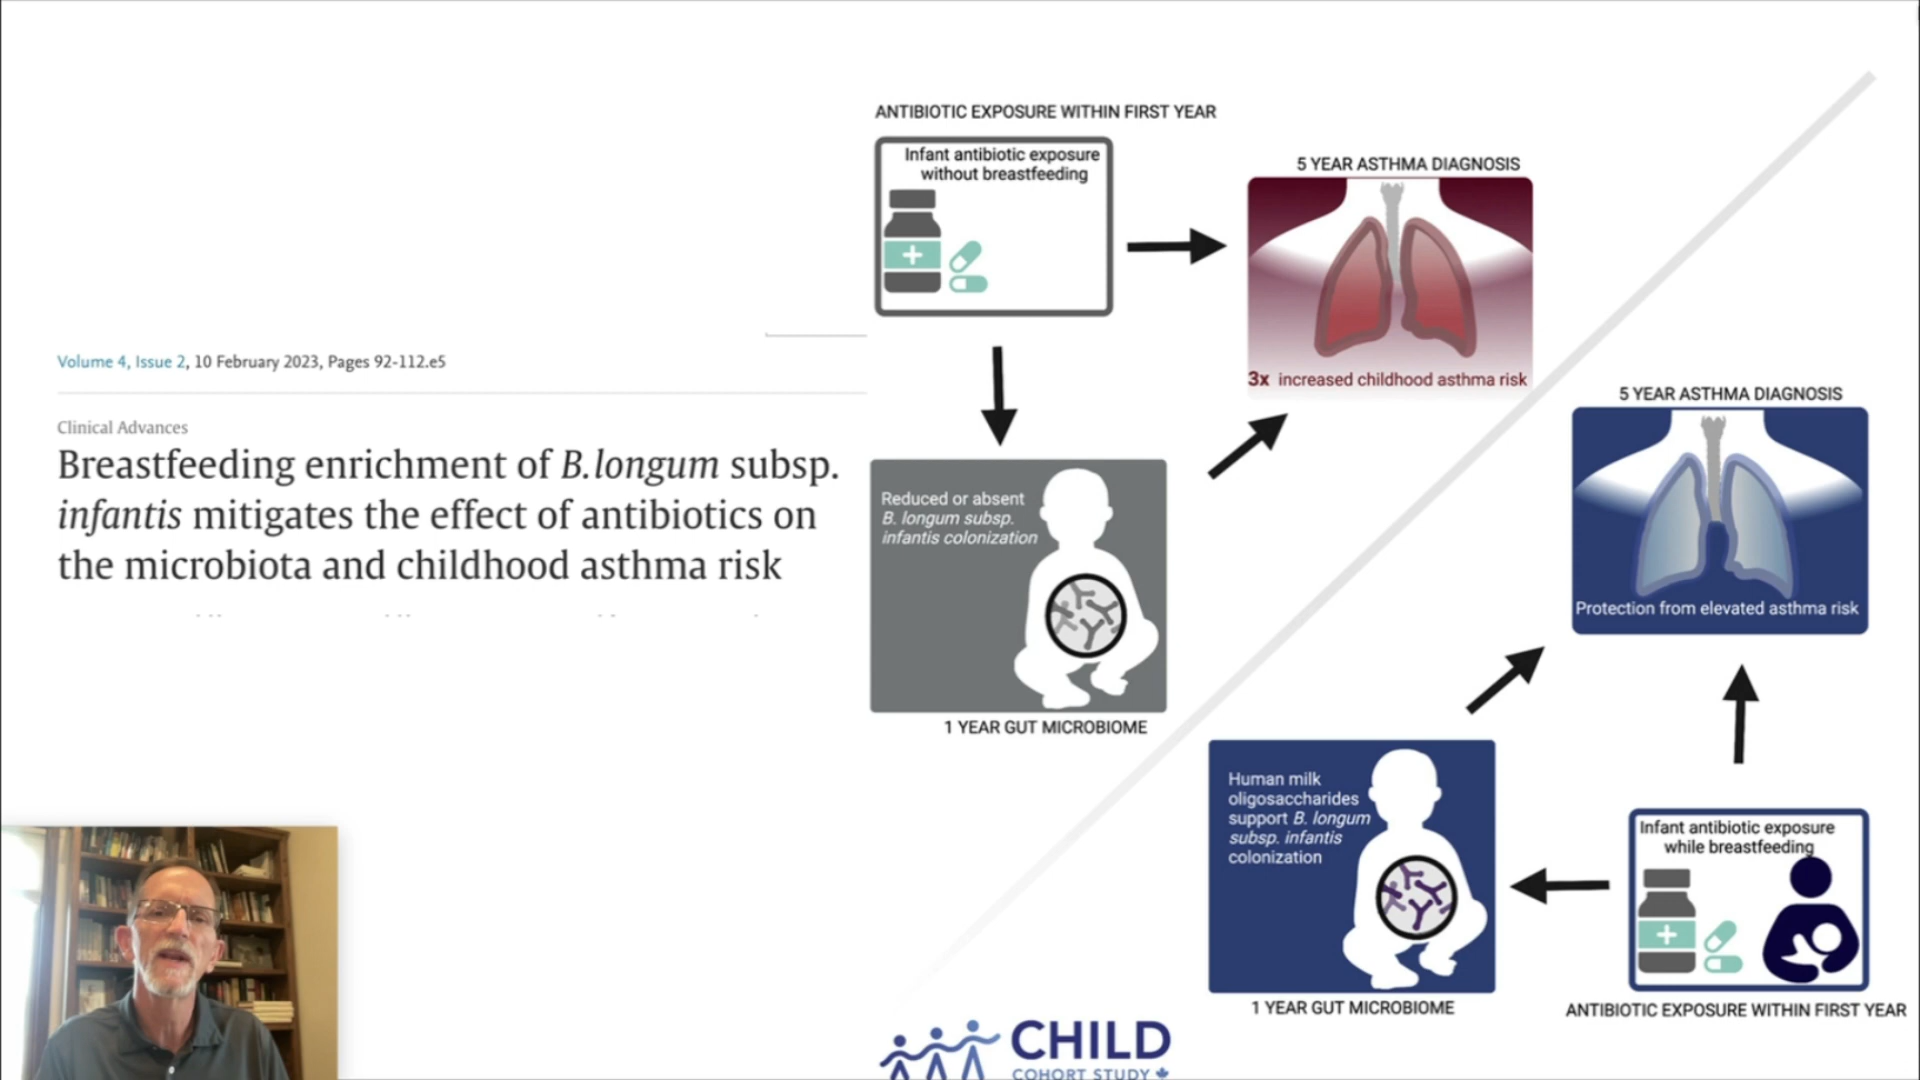 Volume 4, Issue 2, 10 February 2023, Pages 92-112.e5
Clinical Advances
Breastfeeding enrichment of B.longum subsp.
infantis mitigates the effect of antibiotics on
the microbiota and childhood asthma risk
ANTIBIOTIC EXPOSURE WITHIN FIRST YEAR
Infant antibiotic exposure
without breastfeeding
5 YEAR ASTHMA DIAGNOSIS
3x increased childhood asthma risk
Reduced or absent
B. longum subsp.
infantis colonization
1 YEAR GUT MICROBIOME
5 YEAR ASTHMA DIAGNOSIS
Protection from elevated asthma risk
Human milk
oligosaccharides
support B. longum
subsp. infantis
colonization
1 YEAR GUT MICROBIOME
Infant antibiotic exposure
while breastfeeding
ANTIBIOTIC EXPOSURE WITHIN FIRST YEAR
CHILD
COHORT STUDY